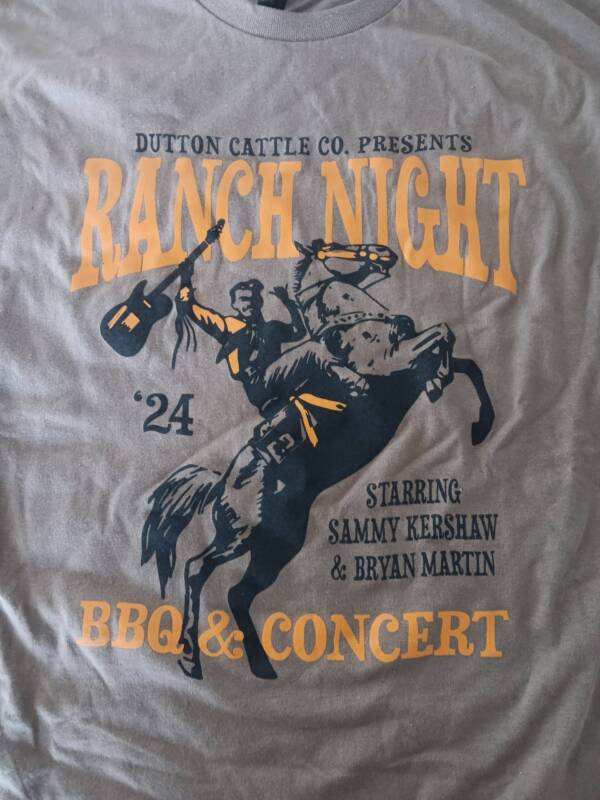 DUTTON CATTLE CO. PRESENTS
RANCH NIGHT
'24
STARRING
SAMMY KERSHAW
& BRYAN MARTIN
BBQ & CONCERT